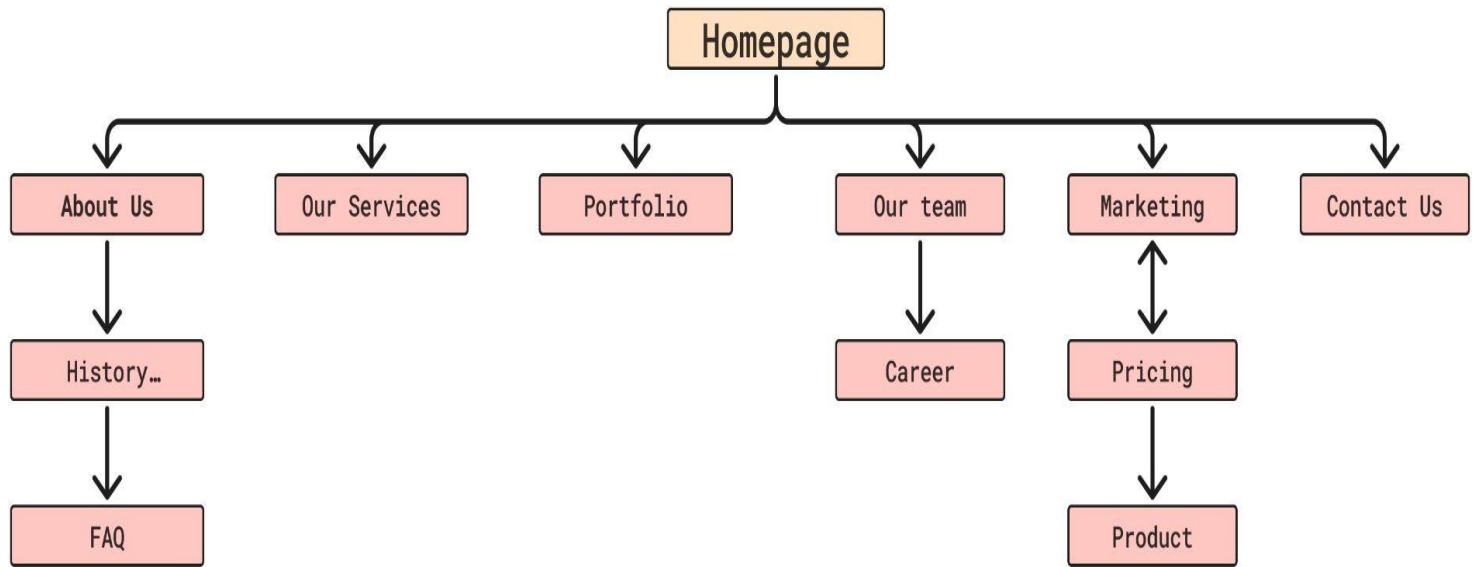 Homepage
About Us
Our Services
Portfolio
Our team
Marketing
Contact Us
History…
Career
Pricing
FAQ
Product